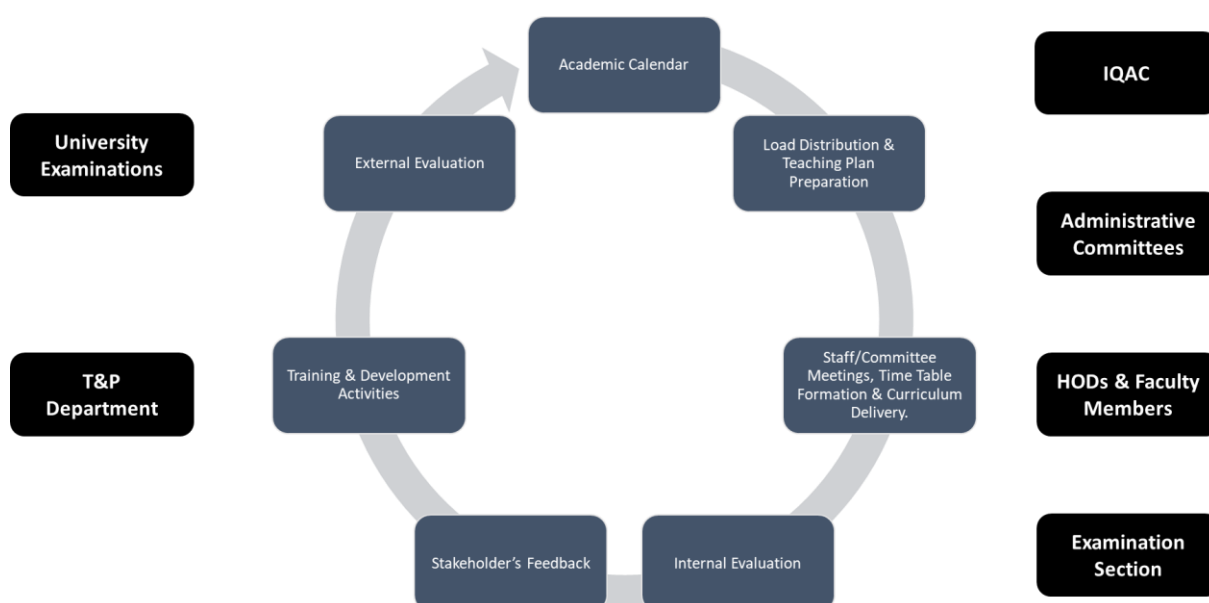 Academic Calendar
IQAC
University
Examinations
External Evaluation
Load Distribution &
Teaching Plan
Preparation
Administrative
Committees
T&P
Department
Training & Development
Activities
Staff/Committee
Meetings, Time Table
Formation & Curriculum
Delivery.
HODs & Faculty
Members
Stakeholder’s Feedback
Internal Evaluation
Examination
Section